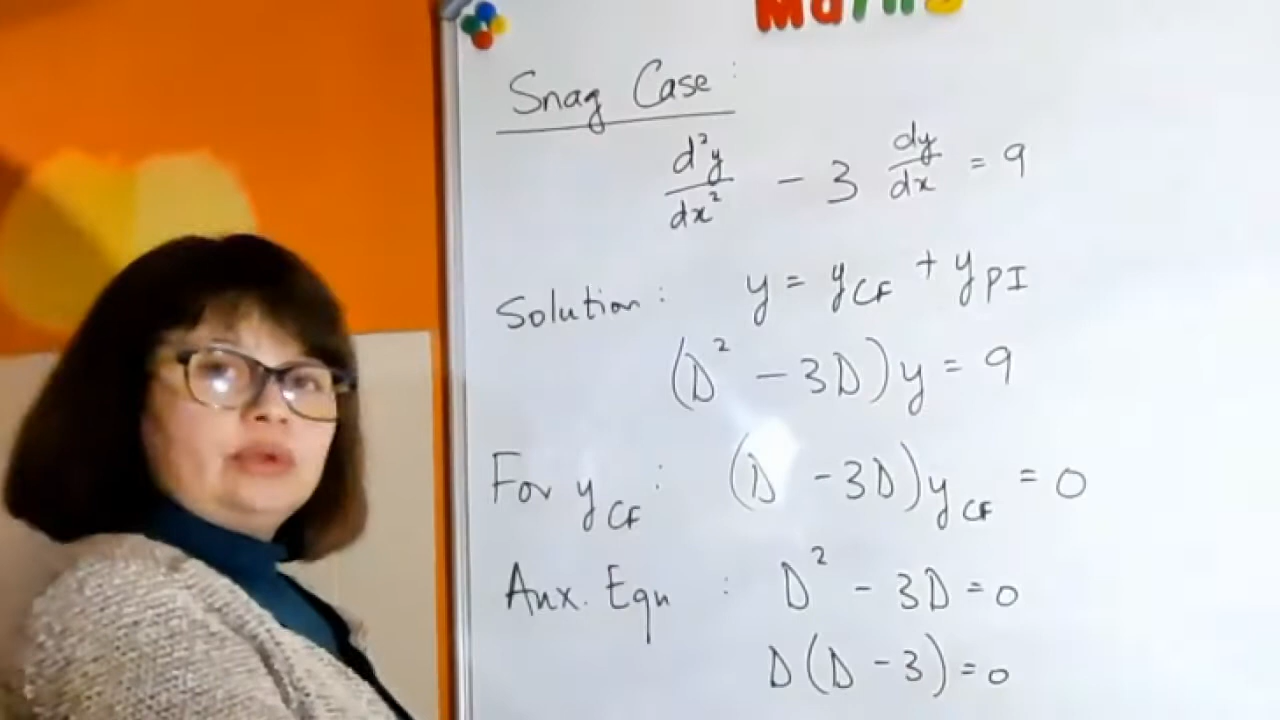 Maths
Snag Case:
d²y/dx² - 3 dy/dx = 9
Solution: y = y_CF + y_PI
(D² - 3D)y = 9
For y_CF: (D - 3D)y_CF = 0
Aux. Eqn : D² - 3D = 0
D(D - 3) = 0